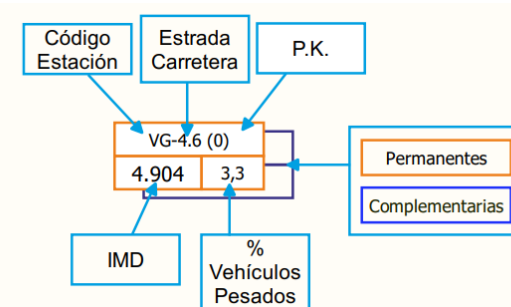 Código
Estación
Estrada
Carretera
P.K.
VG-4.6 (0)
4.904
3,3
Permanentes
Complementarias
IMD
%
Vehículos
Pesados